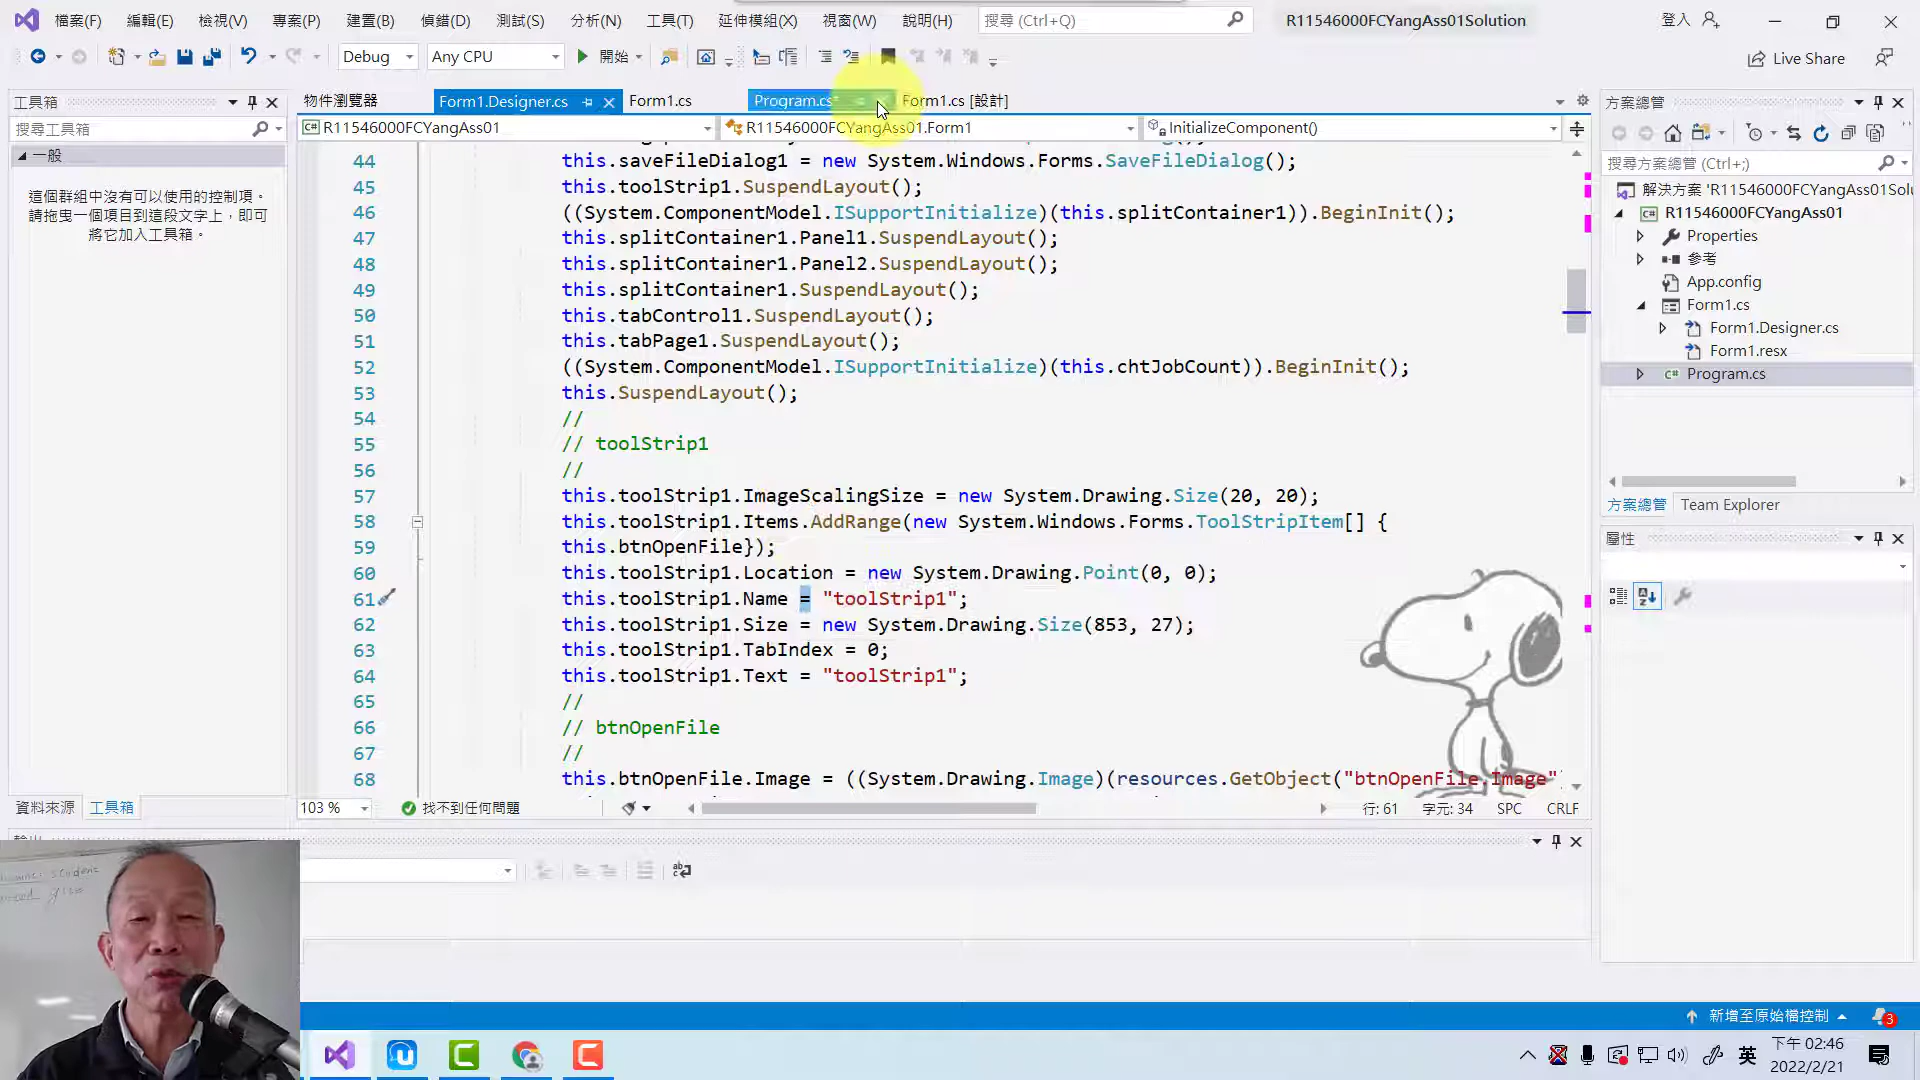 檔案(F) 編輯(E) 檢視(V) 專案(P) 建置(B) 偵錯(D) 測試(S) 分析(N) 工具(T) 延伸模組(X) 視窗(W) 說明(H) 搜尋 (Ctrl+Q) R11546000FCYangAss01Solution 登入
Debug Any CPU 開始 Live Share
工具箱
搜尋工具箱
一般
這個群組中沒有可以使用的控制項。
請拖曳一個項目到這段文字上，即可
將它加入工具箱。
資料來源 工具箱
物件瀏覽器 Form1.Designer.cs Form1.cs Program.cs* Form1.cs [設計]
R11546000FCYangAss01 R11546000FCYangAss01.Form1 InitializeComponent()
44 this.saveFileDialog1 = new System.Windows.Forms.SaveFileDialog();
45 this.toolStrip1.SuspendLayout();
46 ((System.ComponentModel.ISupportInitialize)(this.splitContainer1)).BeginInit();
47 this.splitContainer1.Panel1.SuspendLayout();
48 this.splitContainer1.Panel2.SuspendLayout();
49 this.splitContainer1.SuspendLayout();
50 this.tabControl1.SuspendLayout();
51 this.tabPage1.SuspendLayout();
52 ((System.ComponentModel.ISupportInitialize)(this.chtJobCount)).BeginInit();
53 this.SuspendLayout();
54 //
55 // toolStrip1
56 //
57 this.toolStrip1.ImageScalingSize = new System.Drawing.Size(20, 20);
58 this.toolStrip1.Items.AddRange(new System.Windows.Forms.ToolStripItem[] {
59 this.btnOpenFile});
60 this.toolStrip1.Location = new System.Drawing.Point(0, 0);
61 this.toolStrip1.Name = "toolStrip1";
62 this.toolStrip1.Size = new System.Drawing.Size(853, 27);
63 this.toolStrip1.TabIndex = 0;
64 this.toolStrip1.Text = "toolStrip1";
65 //
66 // btnOpenFile
67 //
68 this.btnOpenFile.Image = ((System.Drawing.Image)(resources.GetObject("btnOpenFile.Image"
103 % 找不到任何問題 行: 61 字元: 34 SPC CRLF
方案總管
搜尋方案總管 (Ctrl+;)
解決方案 'R11546000FCYangAss01Sol
R11546000FCYangAss01
Properties
參考
App.config
Form1.cs
Form1.Designer.cs
Form1.resx
Program.cs
方案總管 Team Explorer
屬性
student
新增至原始檔控制 3
英 下午 02:46
2022/2/21